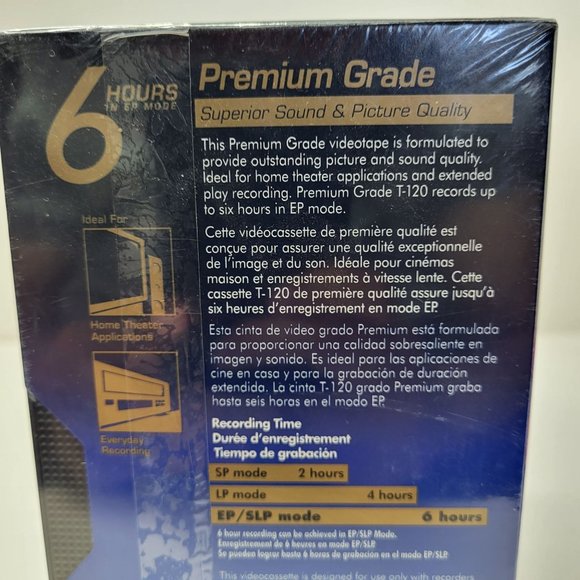 6 HOURS
IN EP MODE
Premium Grade
Superior Sound & Picture Quality
This Premium Grade videotape is formulated to
provide outstanding picture and sound quality.
Ideal for home theater applications and extended
play recording. Premium Grade T-120 records up
to six hours in EP mode.
Cette vidéocassette de première qualité est
conçue pour assurer une qualité exceptionnelle
de l'image et du son. Idéale pour cinémas
maison et enregistrements à vitesse lente. Cette
cassette T-120 de première qualité assure jusqu'à
six heures d'enregistrement en mode EP.
Esta cinta de video grado Premium está formulada
para proporcionar una calidad sobresaliente en
imagen y sonido. Es ideal para las aplicaciones de
cine en casa y para la grabación de duración
extendida. La cinta T-120 grado Premium graba
hasta seis horas en el modo EP.
Ideal For
Home Theater
Applications
Everyday
Recording
Recording Time
Durée d'enregistrement
Tiempo de grabación
SP mode 2 hours
LP mode 4 hours
EP/SLP mode 6 hours
6 hour recording can be achieved in EP/SLP Mode.
Enregistrement de 6 heures en mode EP/SLP.
Se pueden lograr hasta 6 horas de grabación en el modo EP/SLP.
This videocassette is designed for use only with recorders